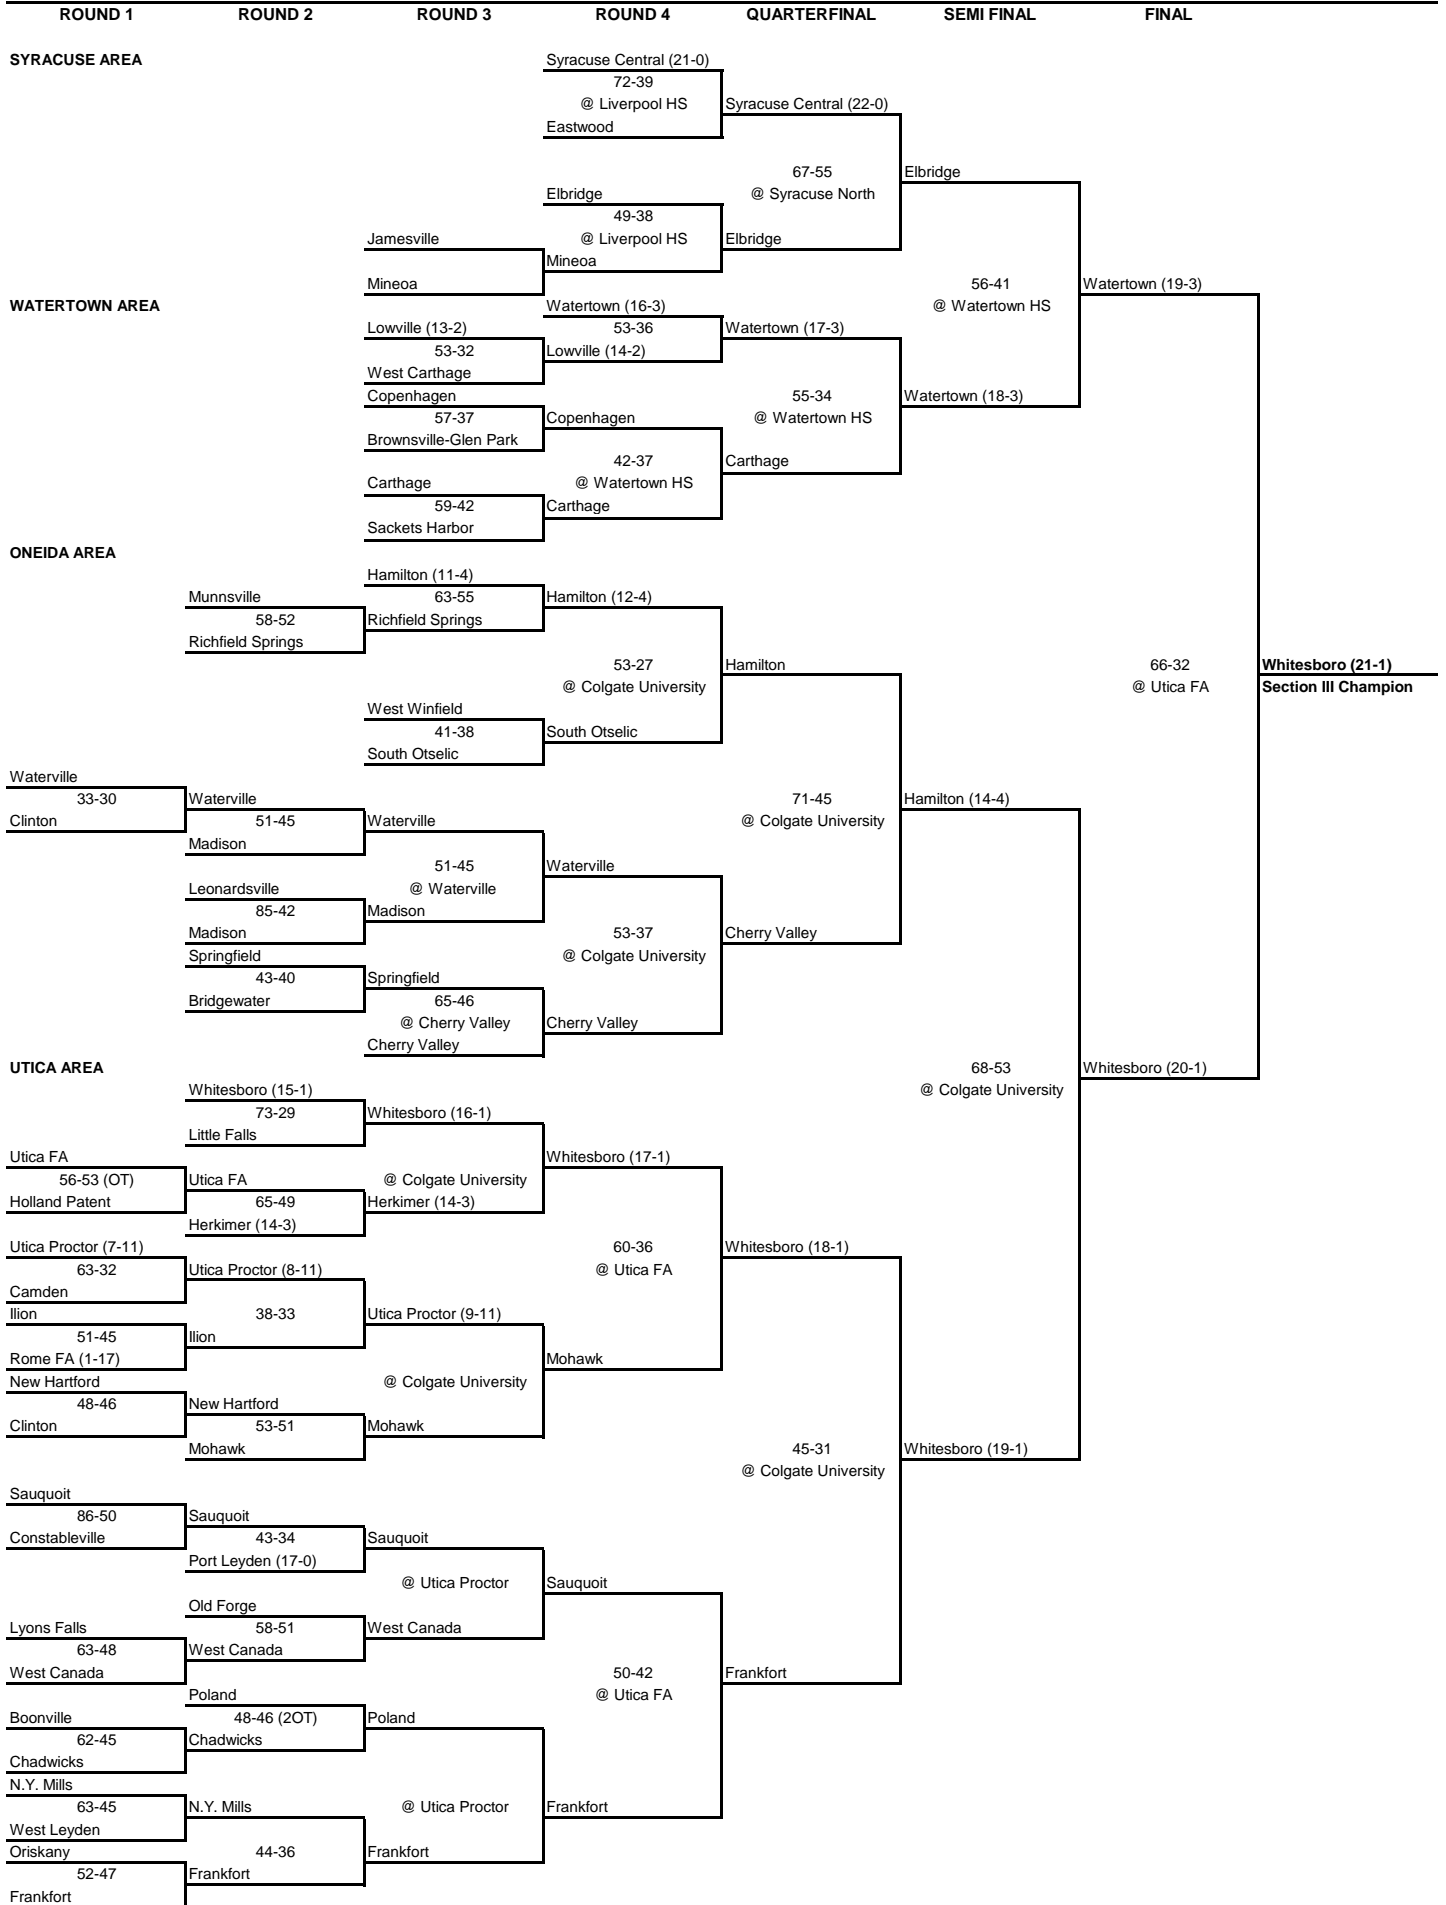 ROUND 1 ROUND 2 ROUND 3 ROUND 4 QUARTERFINAL SEMI FINAL FINAL
SYRACUSE AREA Syracuse Central (21-0)
72-39
@ Liverpool HS Syracuse Central (22-0)
Eastwood
67-55 Elbridge
Elbridge @ Syracuse North
49-38
Jamesville @ Liverpool HS Elbridge
Mineoa
Mineoa 56-41 Watertown (19-3)
WATERTOWN AREA Watertown (16-3) @ Watertown HS
Lowville (13-2) 53-36 Watertown (17-3)
53-32 Lowville (14-2)
West Carthage
Copenhagen 55-34 Watertown (18-3)
57-37 Copenhagen @ Watertown HS
Brownsville-Glen Park
42-37 Carthage
Carthage @ Watertown HS
59-42 Carthage
Sackets Harbor
ONEIDA AREA
Hamilton (11-4)
Munnsville 63-55 Hamilton (12-4)
58-52 Richfield Springs
Richfield Springs
53-27 Hamilton 66-32 Whitesboro (21-1)
@ Colgate University @ Utica FA Section III Champion
West Winfield
41-38 South Otselic
South Otselic
Waterville
33-30 Waterville 71-45 Hamilton (14-4)
Clinton 51-45 Waterville @ Colgate University
Madison
51-45 Waterville
Leonardsville @ Waterville
85-42 Madison
Madison 53-37 Cherry Valley
Springfield @ Colgate University
43-40 Springfield
Bridgewater 65-46
@ Cherry Valley Cherry Valley
Cherry Valley
UTICA AREA 68-53 Whitesboro (20-1)
Whitesboro (15-1) @ Colgate University
73-29 Whitesboro (16-1)
Little Falls
Utica FA Whitesboro (17-1)
56-53 (OT) Utica FA @ Colgate University
Holland Patent 65-49 Herkimer (14-3)
Herkimer (14-3)
Utica Proctor (7-11) 60-36 Whitesboro (18-1)
63-32 Utica Proctor (8-11) @ Utica FA
Camden
Ilion 38-33 Utica Proctor (9-11)
51-45 Ilion
Rome FA (1-17) Mohawk
New Hartford @ Colgate University
48-46 New Hartford
Clinton 53-51 Mohawk
Mohawk 45-31 Whitesboro (19-1)
@ Colgate University
Sauquoit
86-50 Sauquoit
Constableville 43-34 Sauquoit
Port Leyden (17-0)
@ Utica Proctor Sauquoit
Old Forge
Lyons Falls 58-51 West Canada
63-48 West Canada
West Canada 50-42 Frankfort
Poland @ Utica FA
Boonville 48-46 (2OT) Poland
62-45 Chadwicks
Chadwicks
N.Y. Mills
63-45 N.Y. Mills @ Utica Proctor Frankfort
West Leyden
Oriskany 44-36 Frankfort
52-47 Frankfort
Frankfort